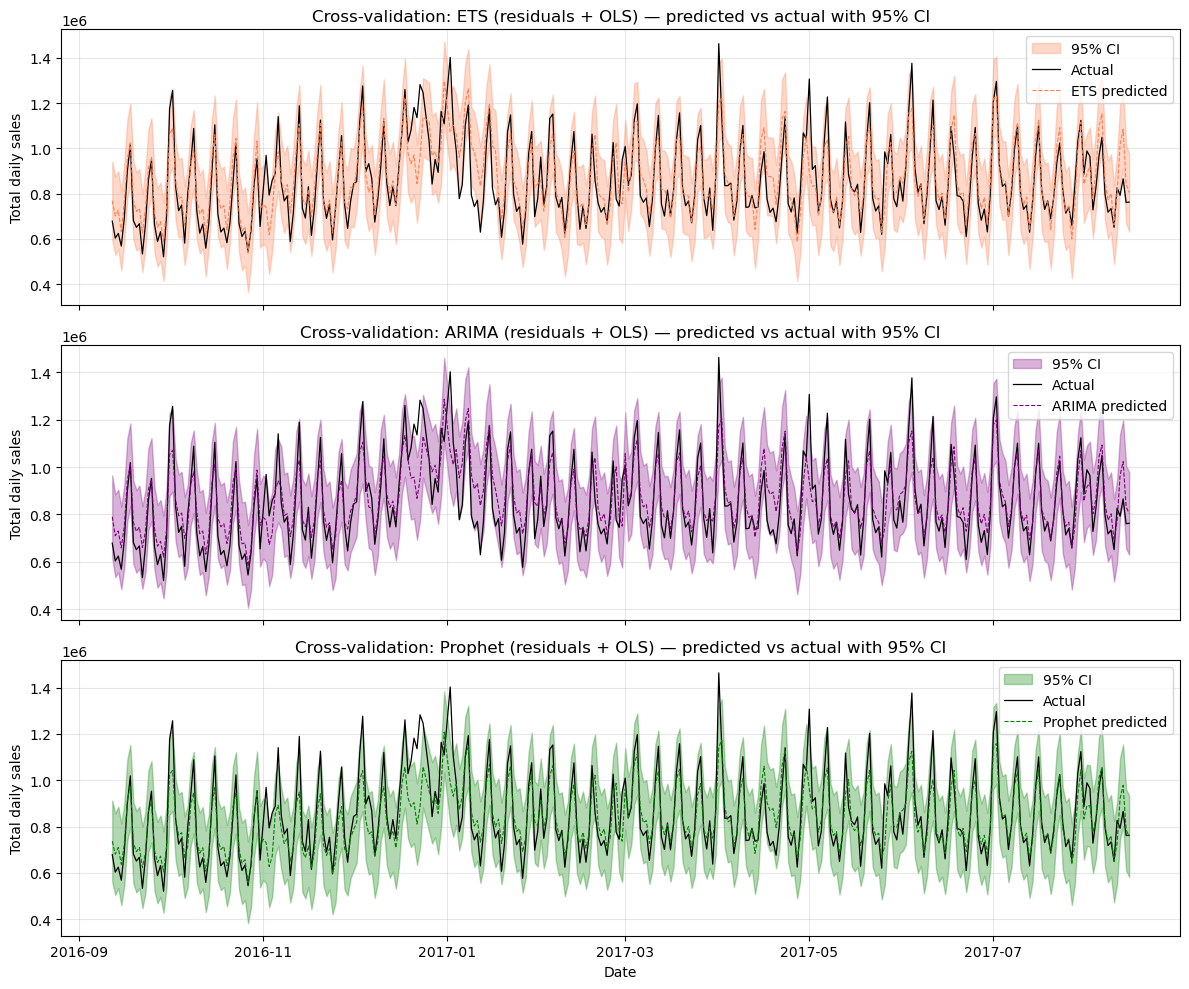 Cross-validation: ETS (residuals + OLS) — predicted vs actual with 95% CI
1e6
Total daily sales
1.4
1.2
1.0
0.8
0.6
0.4
95% CI
Actual
ETS predicted
Cross-validation: ARIMA (residuals + OLS) — predicted vs actual with 95% CI
1e6
Total daily sales
1.4
1.2
1.0
0.8
0.6
0.4
95% CI
Actual
ARIMA predicted
Cross-validation: Prophet (residuals + OLS) — predicted vs actual with 95% CI
1e6
Total daily sales
1.4
1.2
1.0
0.8
0.6
0.4
95% CI
Actual
Prophet predicted
2016-09
2016-11
2017-01
2017-03
2017-05
2017-07
Date